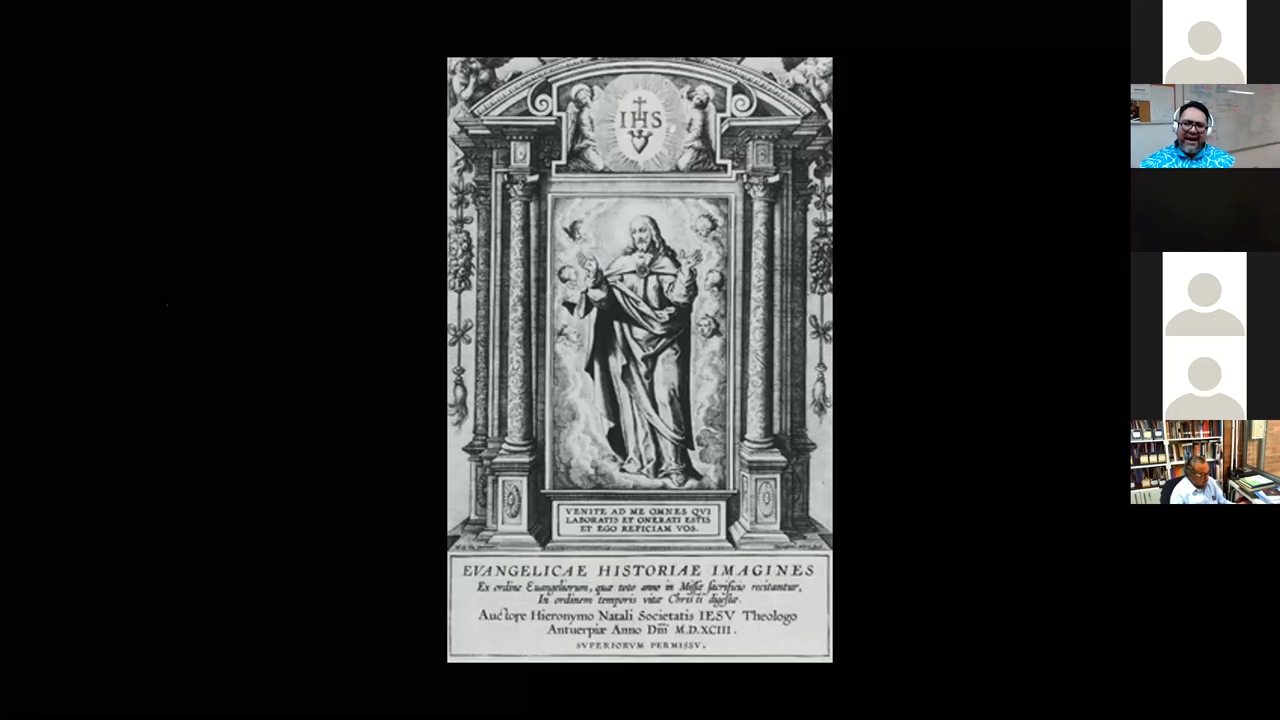 IHS
VENITE AD ME OMNES QVI
LABORATIS ET ONERATI ESTIS
ET EGO REFICIAM VOS.
EVANGELICAE HISTORIAE IMAGINES
Ex ordine Euangeliorum, quæ toto anno in Missæ sacrificio recitantur,
In ordinem temporis vitæ Christi digestæ.
Auctore Hieronymo Natali Societatis IESV Theologo
Antuerpiæ Anno Dñi M.D.XCIII.
SVPERIORVM PERMISSV.